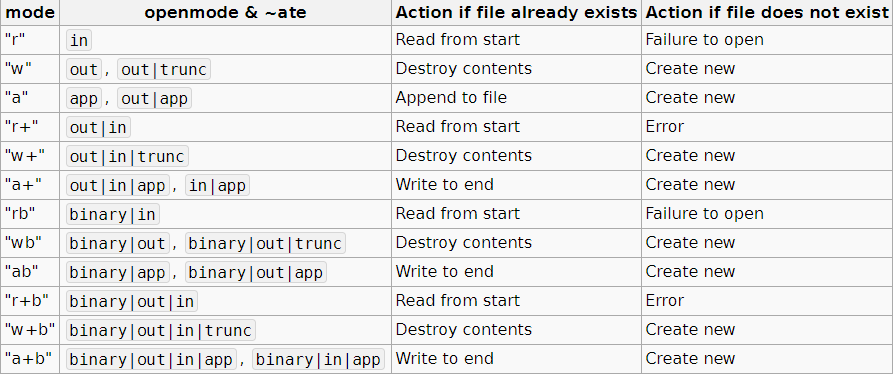 mode openmode & ~ate Action if file already exists Action if file does not exist
"r" in Read from start Failure to open
"w" out, out|trunc Destroy contents Create new
"a" app, out|app Append to file Create new
"r+" out|in Read from start Error
"w+" out|in|trunc Destroy contents Create new
"a+" out|in|app, in|app Write to end Create new
"rb" binary|in Read from start Failure to open
"wb" binary|out, binary|out|trunc Destroy contents Create new
"ab" binary|app, binary|out|app Write to end Create new
"r+b" binary|out|in Read from start Error
"w+b" binary|out|in|trunc Destroy contents Create new
"a+b" binary|out|in|app, binary|in|app Write to end Create new